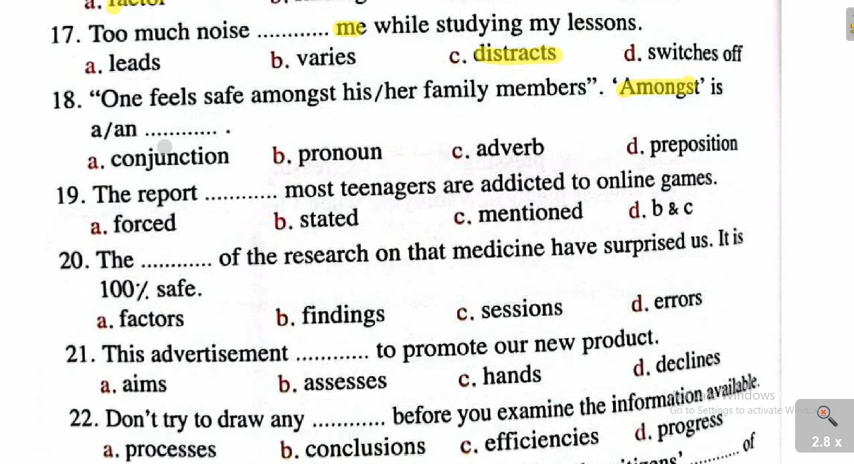 a. factor
17. Too much noise ............ me while studying my lessons.
a. leads b. varies c. distracts d. switches off
18. “One feels safe amongst his/her family members”. ‘Amongst’ is
a/an ............ .
a. conjunction b. pronoun c. adverb d. preposition
19. The report ............ most teenagers are addicted to online games.
a. forced b. stated c. mentioned d. b & c
20. The ............ of the research on that medicine have surprised us. It is
100% safe.
a. factors b. findings c. sessions d. errors
21. This advertisement ............ to promote our new product.
a. aims b. assesses c. hands d. declines
22. Don’t try to draw any ............ before you examine the information available.
a. processes b. conclusions c. efficiencies d. progress
............ of
Windows
Go to Settings to activate
2.8 x